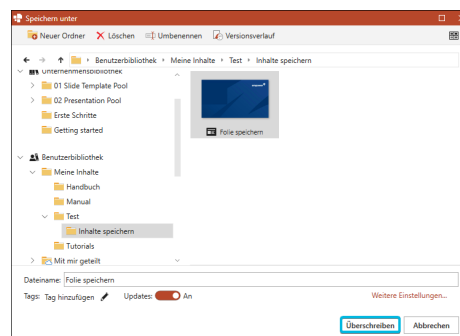 Speichern unter
Neuer Ordner Löschen Umbenennen Versionsverlauf
Benutzerbibliothek Meine Inhalte Test Inhalte speichern
Unternehmensbibliothek
01 Slide Template Pool
02 Presentation Pool
Erste Schritte
Getting started
Folie speichern
Benutzerbibliothek
Meine Inhalte
Handbuch
Manual
Test
Inhalte speichern
Tutorials
Mit mir geteilt
Dateiname: Folie speichern
Tags: Tag hinzufügen Updates: An Weitere Einstellungen...
Überschreiben Abbrechen